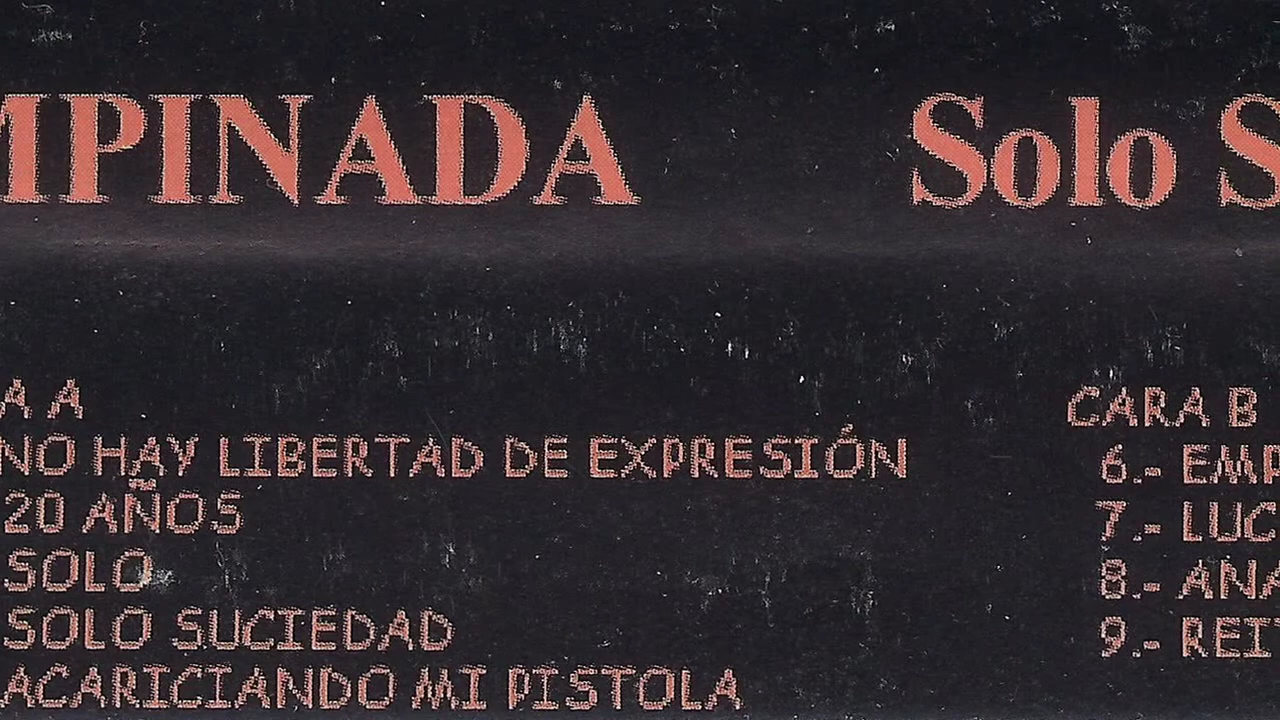 MPINADA Solo S
A A
NO HAY LIBERTAD DE EXPRESIÓN
20 AÑOS
SOLO
SOLO SUCIEDAD
ACARICIANDO MI PISTOLA
CARA B
6.- EMP
7.- LUC
8.- ANA
9.- REI